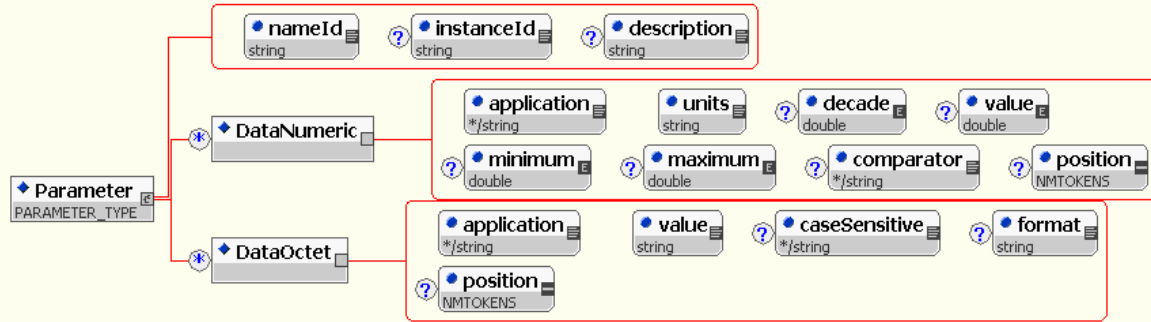 nameId
string
? instanceId
string
? description
string
* DataNumeric
application
*/string
units
string
? decade E
double
? value E
double
? minimum E
double
? maximum E
double
? comparator
*/string
? position
NMTOKENS
Parameter
PARAMETER_TYPE
* DataOctet
application
*/string
value
string
? caseSensitive
*/string
? format
string
? position
NMTOKENS